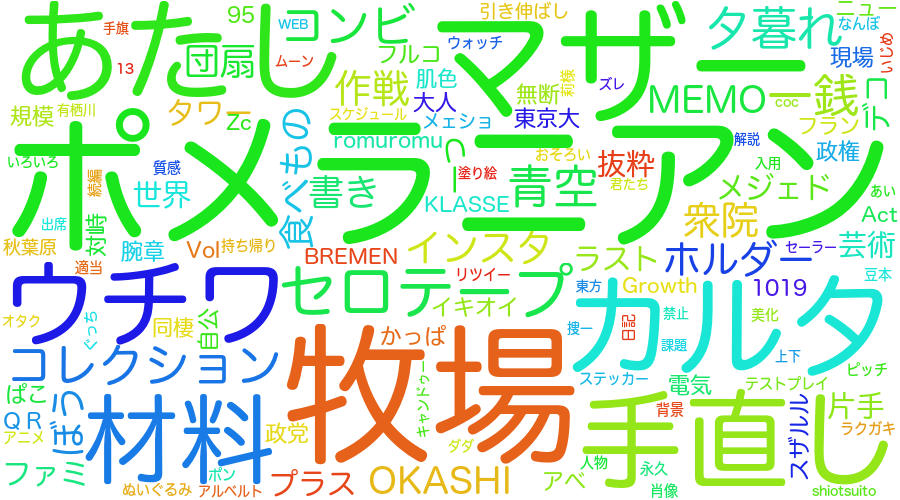 手旗
13
あたし
団扇
95
コンビ
WEB
ムーン
フルコ
引き伸ばし
ウォッチ
マザー
夕暮れ
ニュー
なんぼ
いじめ
現場
規模
有栖川
タワー
Zc
作戦
肌色
大人
メェショ
無断
東京大
ズレ
MEMO
一銭
coc
フラン
スケジュール
いろいろ
ポメラニアン
質感
食べもの
romuromu
おそろい
抜粋
君たち
解説
入用
政権
続編
世界
書き
塗り絵
KLASSE
青空
メジェド
あい
Act
出席
対峙
腕章
秋葉原
適当
Vol
持ち帰り
BREMEN
インスタ
リツイー
ラスト
衆院
ホルダー
セーラー
芸術
豆本
ウチワ
セロテープ
東方
Growth
1019
オタク
ぐっち
同棲
自公
イキオイ
カルタ
捜一
日記
禁止
課題
美化
上下
コレクション
かっぱ
牧場
ステッカー
電気
テストプレイ
ピッチ
ぱこ
QR
アニメ
ぼっ
材料
政党
キャンドゥー
ダダ
手直し
背景
スザルル
片手
ラクガキ
ファミ
ぬいぐるみ
ポン
アルベルト
プラス
OKASHI
アベ
人物
永久
肖像
shiotsuito